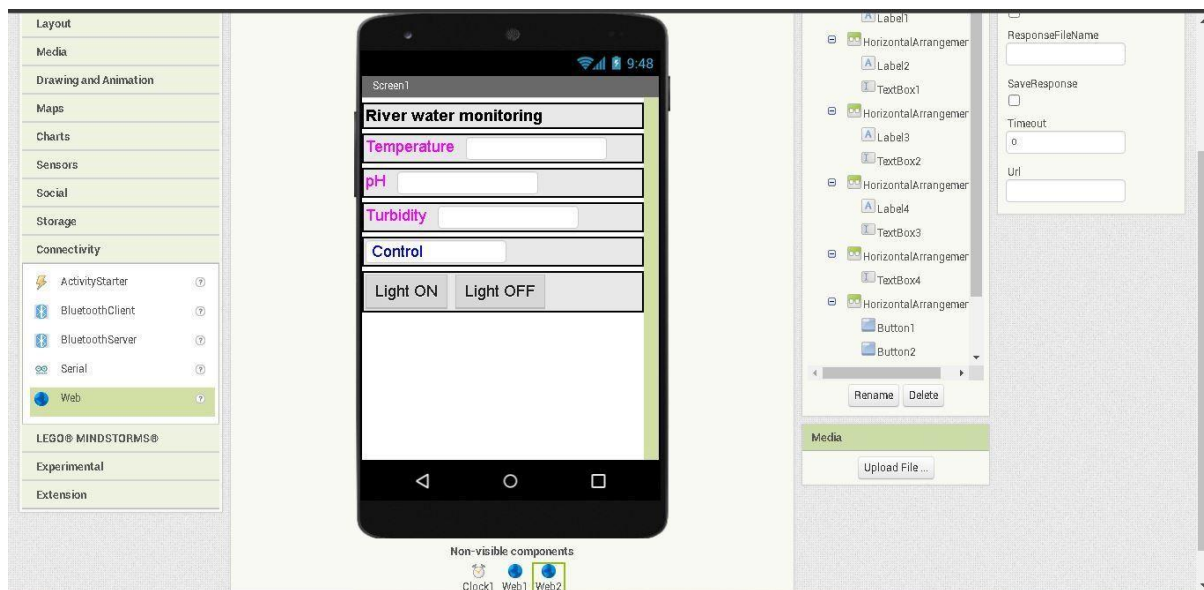 Layout
Media
Drawing and Animation
Maps
Charts
Sensors
Social
Storage
Connectivity
ActivityStarter ?
BluetoothClient ?
BluetoothServer ?
Serial ?
Web ?
LEGO® MINDSTORMS®
Experimental
Extension
9:48
Screen1
River water monitoring
Temperature
pH
Turbidity
Control
Light ON Light OFF
Non-visible components
Clock1 Web1 Web2
Label1
HorizontalArrangemer
Label2
TextBox1
HorizontalArrangemer
Label3
TextBox2
HorizontalArrangemer
Label4
TextBox3
HorizontalArrangemer
TextBox4
HorizontalArrangemer
Button1
Button2
Rename Delete
Media
Upload File ...
ResponseFileName
SaveResponse
Timeout
0
Url